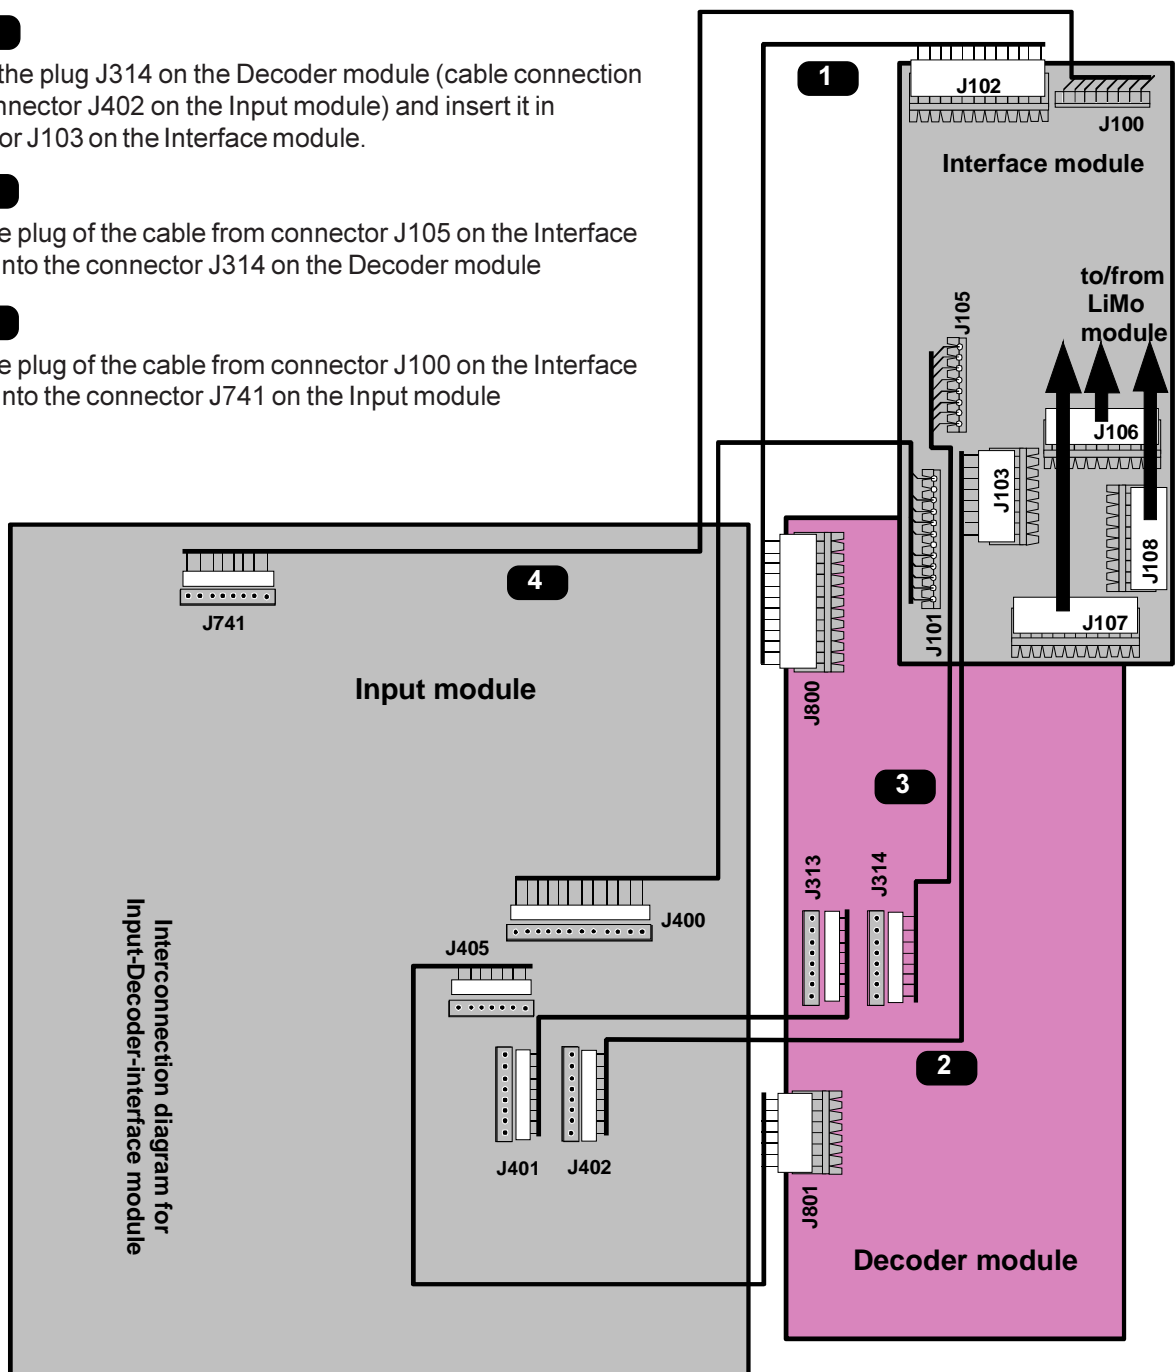 the plug J314 on the Decoder module (cable connection
nnector J402 on the Input module) and insert it in
or J103 on the Interface module.
e plug of the cable from connector J105 on the Interface
nto the connector J314 on the Decoder module
e plug of the cable from connector J100 on the Interface
nto the connector J741 on the Input module
1
J102
J100
Interface module
to/from
LiMo
module
J105
J106
J103
J108
J101
J107
4
J741
Input module
J800
3
J313
J314
J400
J405
Interconnection diagram for
Input-Decoder-interface module
2
J401
J402
J801
Decoder module